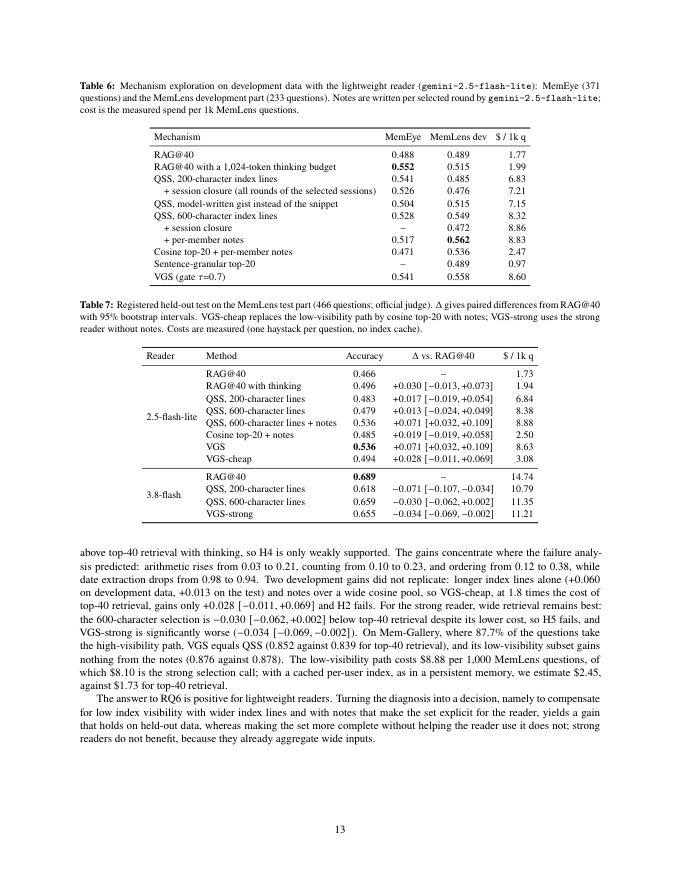 Table 6: Mechanism exploration on development data with the lightweight reader (gemini-2.5-flash-lite): MemEye (371
questions) and the MemLens development part (233 questions). Notes are written per selected round by gemini-2.5-flash-lite;
cost is the measured spend per 1k MemLens questions.
Mechanism MemEye MemLens dev $ / 1k q
RAG@40 0.488 0.489 1.77
RAG@40 with a 1,024-token thinking budget 0.552 0.515 1.99
QSS, 200-character index lines 0.541 0.485 6.83
+ session closure (all rounds of the selected sessions) 0.526 0.476 7.21
QSS, model-written gist instead of the snippet 0.504 0.515 7.15
QSS, 600-character index lines 0.528 0.549 8.32
+ session closure – 0.472 8.86
+ per-member notes 0.517 0.562 8.83
Cosine top-20 + per-member notes 0.471 0.536 2.47
Sentence-granular top-20 – 0.489 0.97
VGS (gate τ=0.7) 0.541 0.558 8.60
Table 7: Registered held-out test on the MemLens test part (466 questions; official judge). Δ gives paired differences from RAG@40
with 95% bootstrap intervals. VGS-cheap replaces the low-visibility path by cosine top-20 with notes; VGS-strong uses the strong
reader without notes. Costs are measured (one haystack per question, no index cache).
Reader Method Accuracy Δ vs. RAG@40 $ / 1k q
RAG@40 0.466 – 1.73
RAG@40 with thinking 0.496 +0.030 [−0.013, +0.073] 1.94
QSS, 200-character lines 0.483 +0.017 [−0.019, +0.054] 6.84
QSS, 600-character lines 0.479 +0.013 [−0.024, +0.049] 8.38
2.5-flash-lite QSS, 600-character lines + notes 0.536 +0.071 [+0.032, +0.109] 8.88
Cosine top-20 + notes 0.485 +0.019 [−0.019, +0.058] 2.50
VGS 0.536 +0.071 [+0.032, +0.109] 8.63
VGS-cheap 0.494 +0.028 [−0.011, +0.069] 3.08
RAG@40 0.689 – 14.74
3.8-flash QSS, 200-character lines 0.618 −0.071 [−0.107, −0.034] 10.79
QSS, 600-character lines 0.659 −0.030 [−0.062, +0.002] 11.35
VGS-strong 0.655 −0.034 [−0.069, −0.002] 11.21
above top-40 retrieval with thinking, so H4 is only weakly supported. The gains concentrate where the failure analy-
sis predicted: arithmetic rises from 0.03 to 0.21, counting from 0.10 to 0.23, and ordering from 0.12 to 0.38, while
date extraction drops from 0.98 to 0.94. Two development gains did not replicate: longer index lines alone (+0.060
on development data, +0.013 on the test) and notes over a wide cosine pool, so VGS-cheap, at 1.8 times the cost of
top-40 retrieval, gains only +0.028 [−0.011, +0.069] and H2 fails. For the strong reader, wide retrieval remains best:
the 600-character selection is −0.030 [−0.062, +0.002] below top-40 retrieval despite its lower cost, so H5 fails, and
VGS-strong is significantly worse (−0.034 [−0.069, −0.002]). On Mem-Gallery, where 87.7% of the questions take
the high-visibility path, VGS equals QSS (0.852 against 0.839 for top-40 retrieval), and its low-visibility subset gains
nothing from the notes (0.876 against 0.878). The low-visibility path costs $8.88 per 1,000 MemLens questions, of
which $8.10 is the strong selection call; with a cached per-user index, as in a persistent memory, we estimate $2.45,
against $1.73 for top-40 retrieval.
The answer to RQ6 is positive for lightweight readers. Turning the diagnosis into a decision, namely to compensate
for low index visibility with wider index lines and with notes that make the set explicit for the reader, yields a gain
that holds on held-out data, whereas making the set more complete without helping the reader use it does not; strong
readers do not benefit, because they already aggregate wide inputs.
13